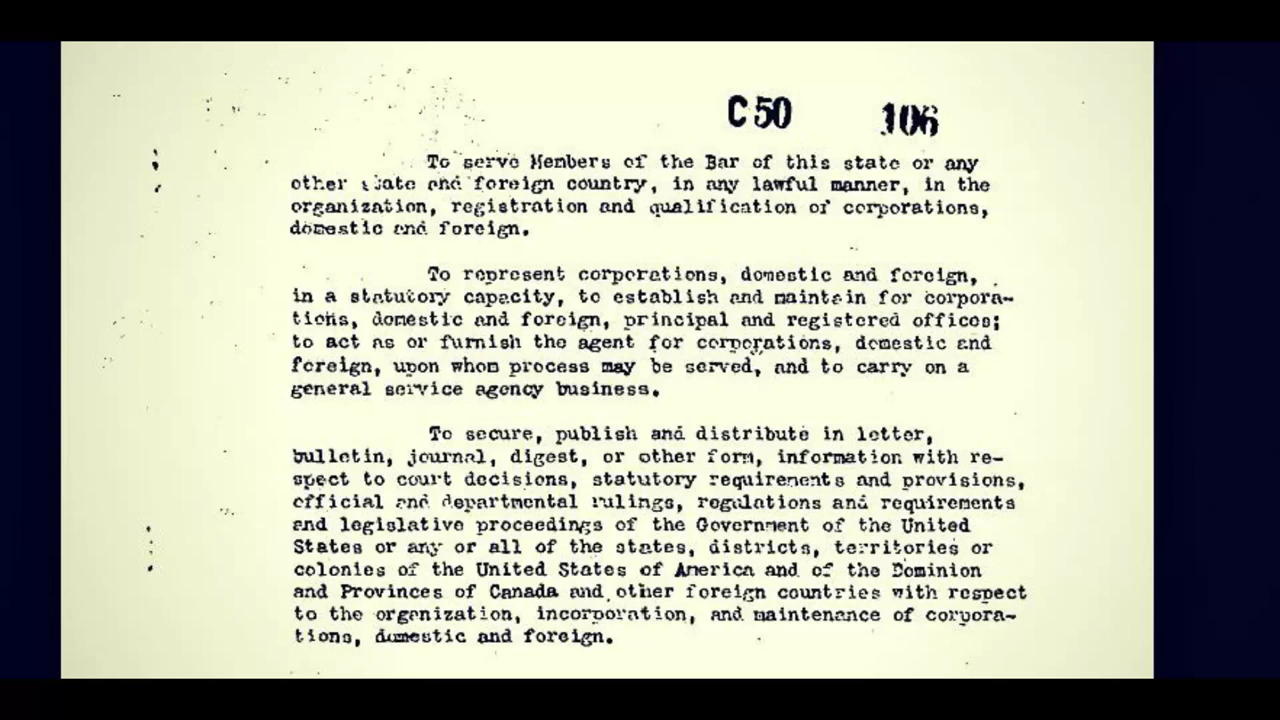 C50 106
To serve Members of the Bar of this state or any
other state and foreign country, in any lawful manner, in the
organization, registration and qualification of corporations,
domestic and foreign.
To represent corporations, domestic and foreign,
in a statutory capacity, to establish and maintain for corpora-
tions, domestic and foreign, principal and registered offices;
to act as or furnish the agent for corporations, domestic and
foreign, upon whom process may be served, and to carry on a
general service agency business.
To secure, publish and distribute in letter,
bulletin, journal, digest, or other form, information with re-
spect to court decisions, statutory requirements and provisions,
official and departmental rulings, regulations and requirements
and legislative proceedings of the Government of the United
States or any or all of the states, districts, territories or
colonies of the United States of America and of the Dominion
and Provinces of Canada and other foreign countries with respect
to the organization, incorporation, and maintenance of corpora-
tions, domestic and foreign.